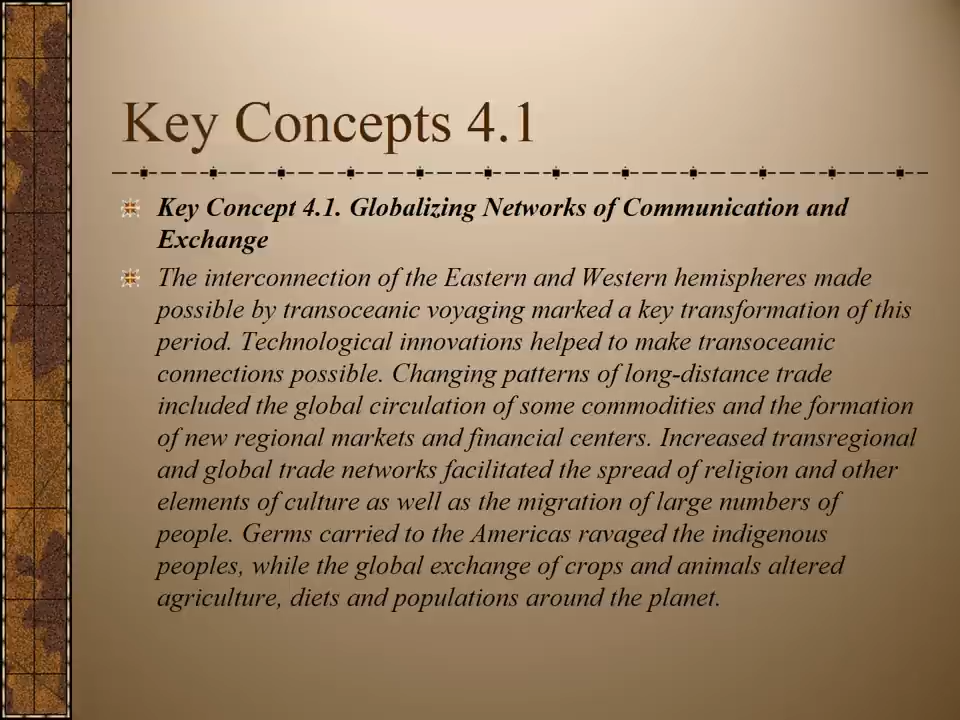 Key Concepts 4.1
Key Concept 4.1. Globalizing Networks of Communication and
Exchange
The interconnection of the Eastern and Western hemispheres made
possible by transoceanic voyaging marked a key transformation of this
period. Technological innovations helped to make transoceanic
connections possible. Changing patterns of long-distance trade
included the global circulation of some commodities and the formation
of new regional markets and financial centers. Increased transregional
and global trade networks facilitated the spread of religion and other
elements of culture as well as the migration of large numbers of
people. Germs carried to the Americas ravaged the indigenous
peoples, while the global exchange of crops and animals altered
agriculture, diets and populations around the planet.